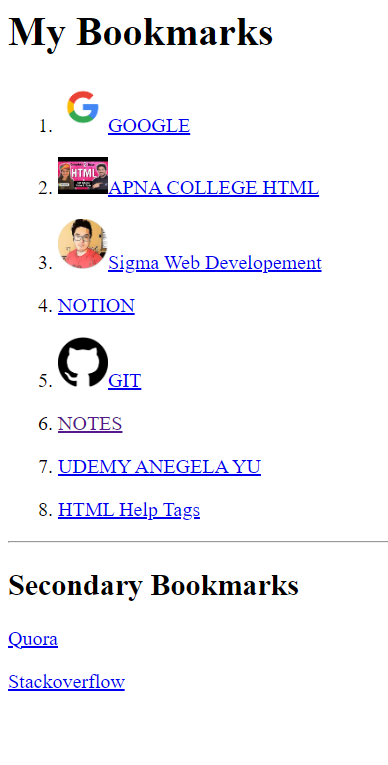 My Bookmarks
1. GOOGLE
HTML
2. APNA COLLEGE HTML
3. Sigma Web Developement
4. NOTION
5. GIT
6. NOTES
7. UDEMY ANEGELA YU
8. HTML Help Tags
Secondary Bookmarks
Quora
Stackoverflow